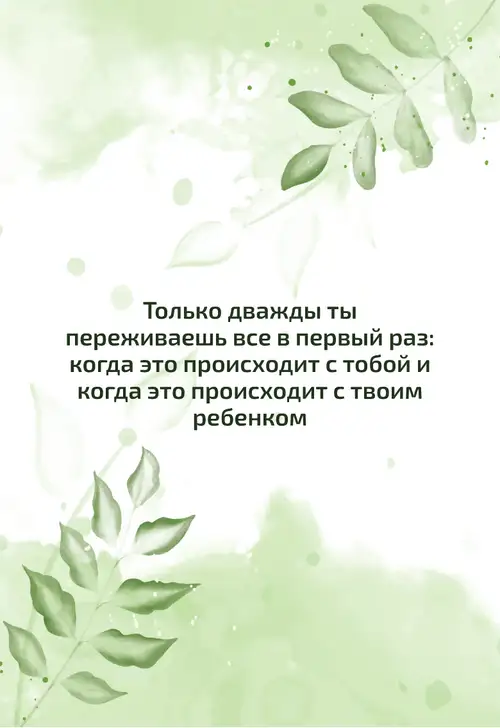 Только дважды ты
переживаешь все в первый раз:
когда это происходит с тобой и
когда это происходит с твоим
ребенком